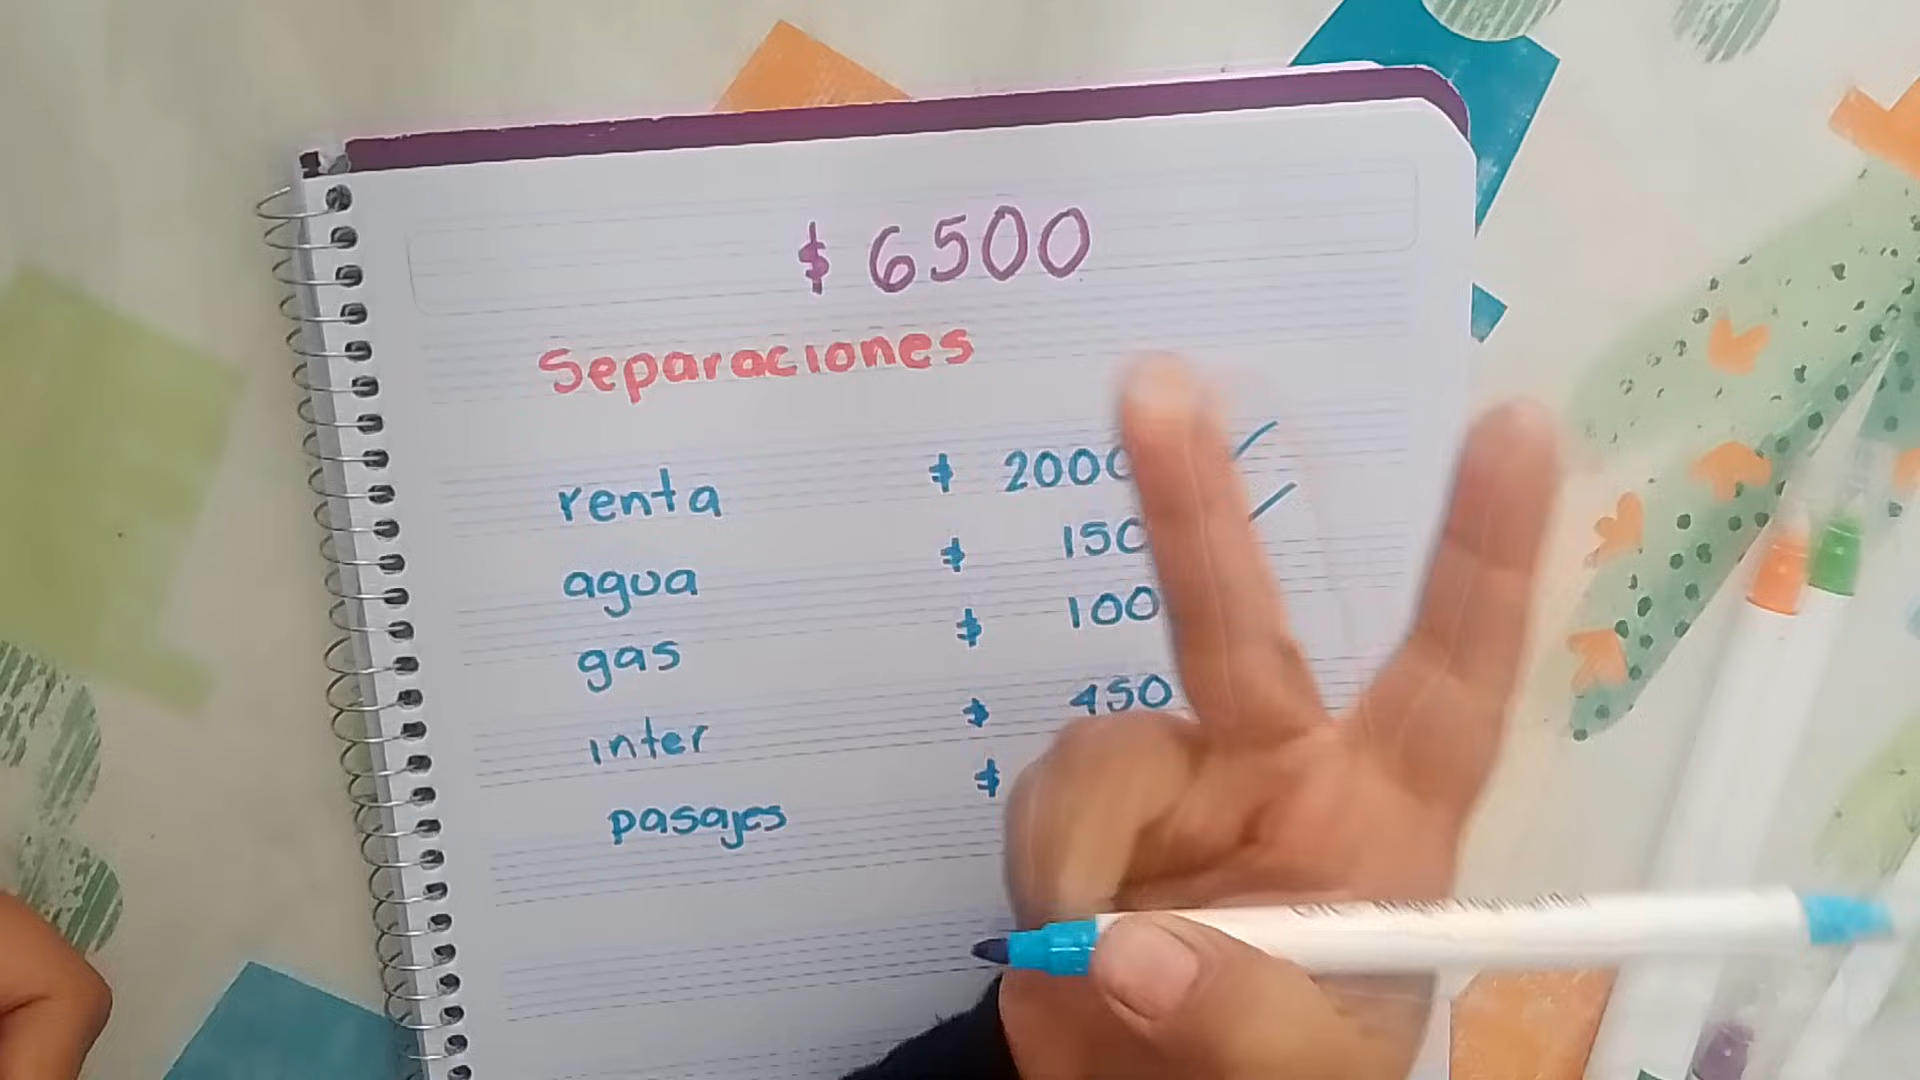 $ 6500
Separaciones
renta $ 2000
agua $ 150
gas $ 100
inter $ 450
pasajes $